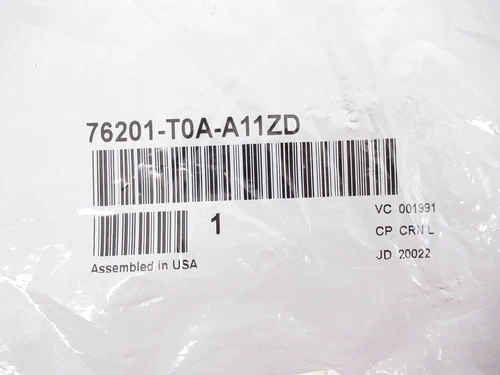 76201-T0A-A11ZD
1
VC 001991
CP CRN L
JD 20022
Assembled in USA